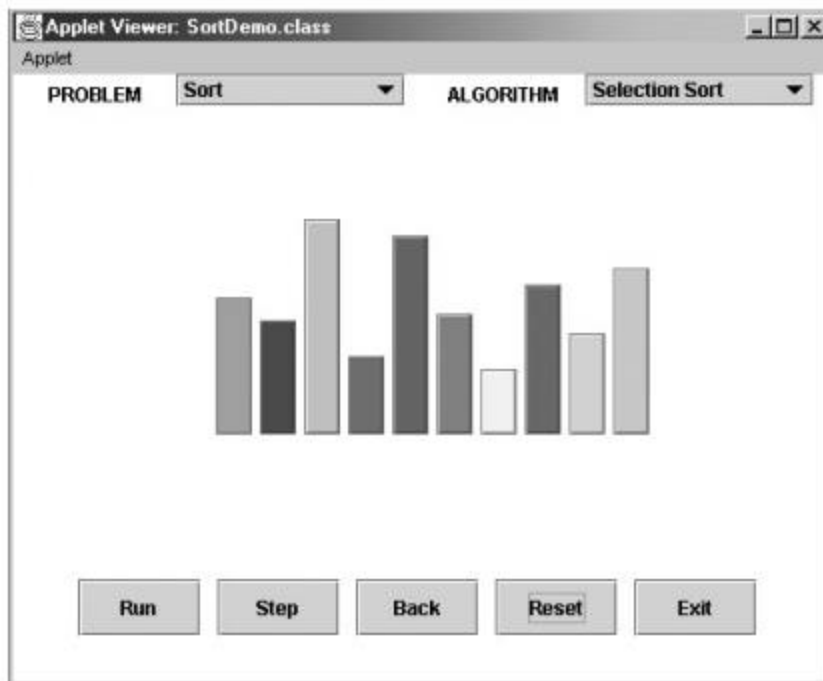 Applet Viewer: SortDemo.class
Applet
PROBLEM Sort ALGORITHM Selection Sort
Run Step Back Reset Exit